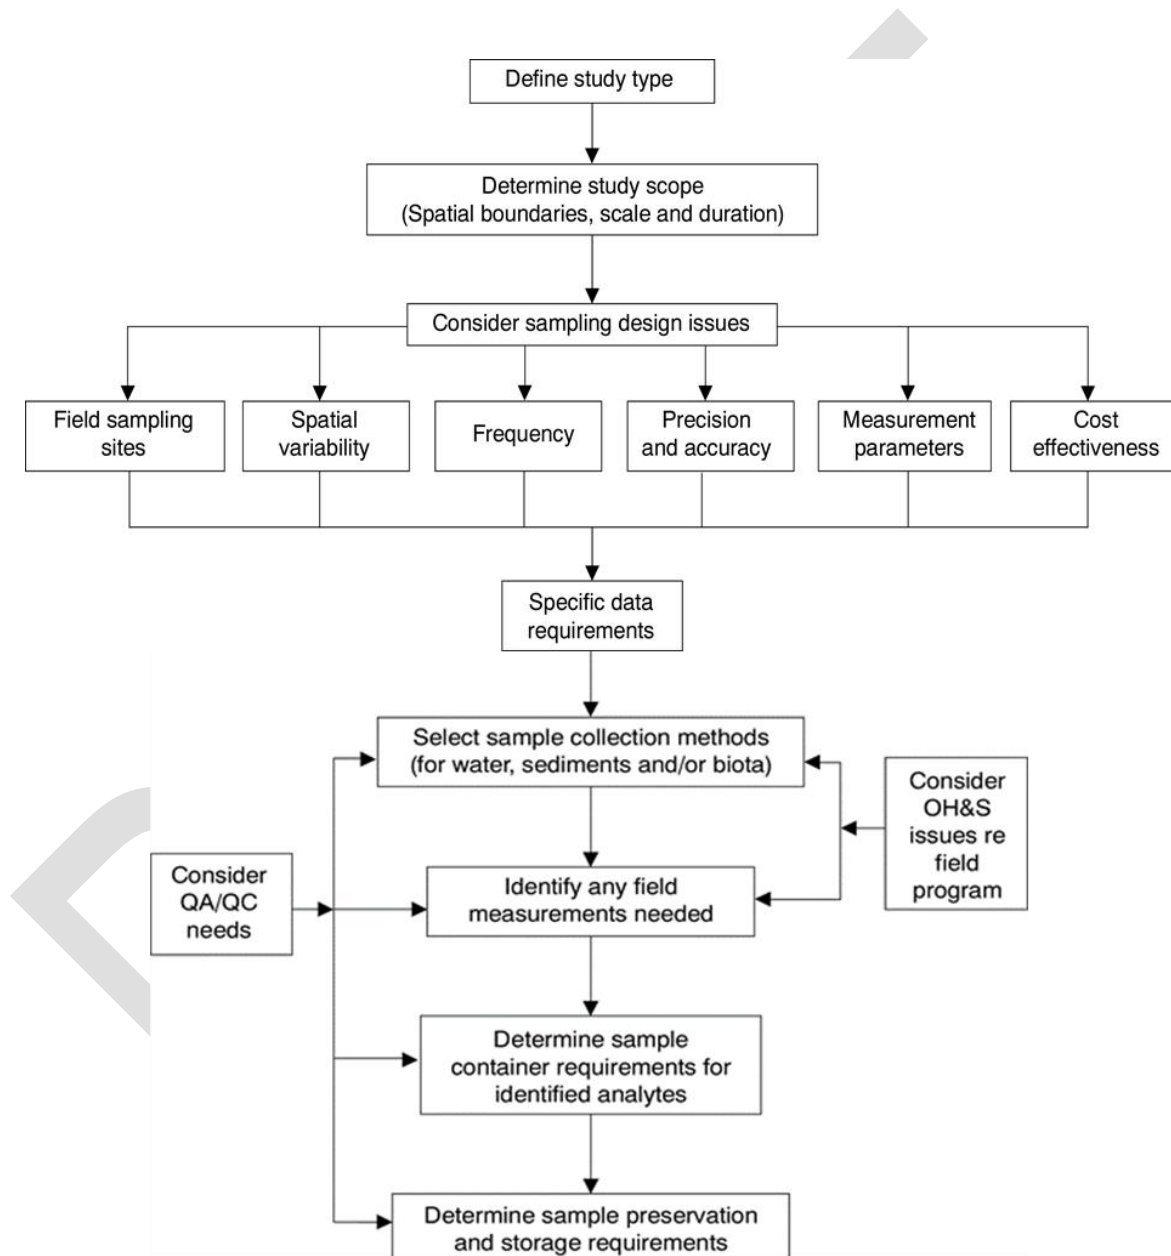 Define study type
Determine study scope
(Spatial boundaries, scale and duration)
Consider sampling design issues
Field sampling
sites
Spatial
variability
Frequency
Precision
and accuracy
Measurement
parameters
Cost
effectiveness
Specific data
requirements
Select sample collection methods
(for water, sediments and/or biota)
Consider
OH&S
issues re
field
program
Consider
QA/QC
needs
Identify any field
measurements needed
Determine sample
container requirements for
identified analytes
Determine sample preservation
and storage requirements